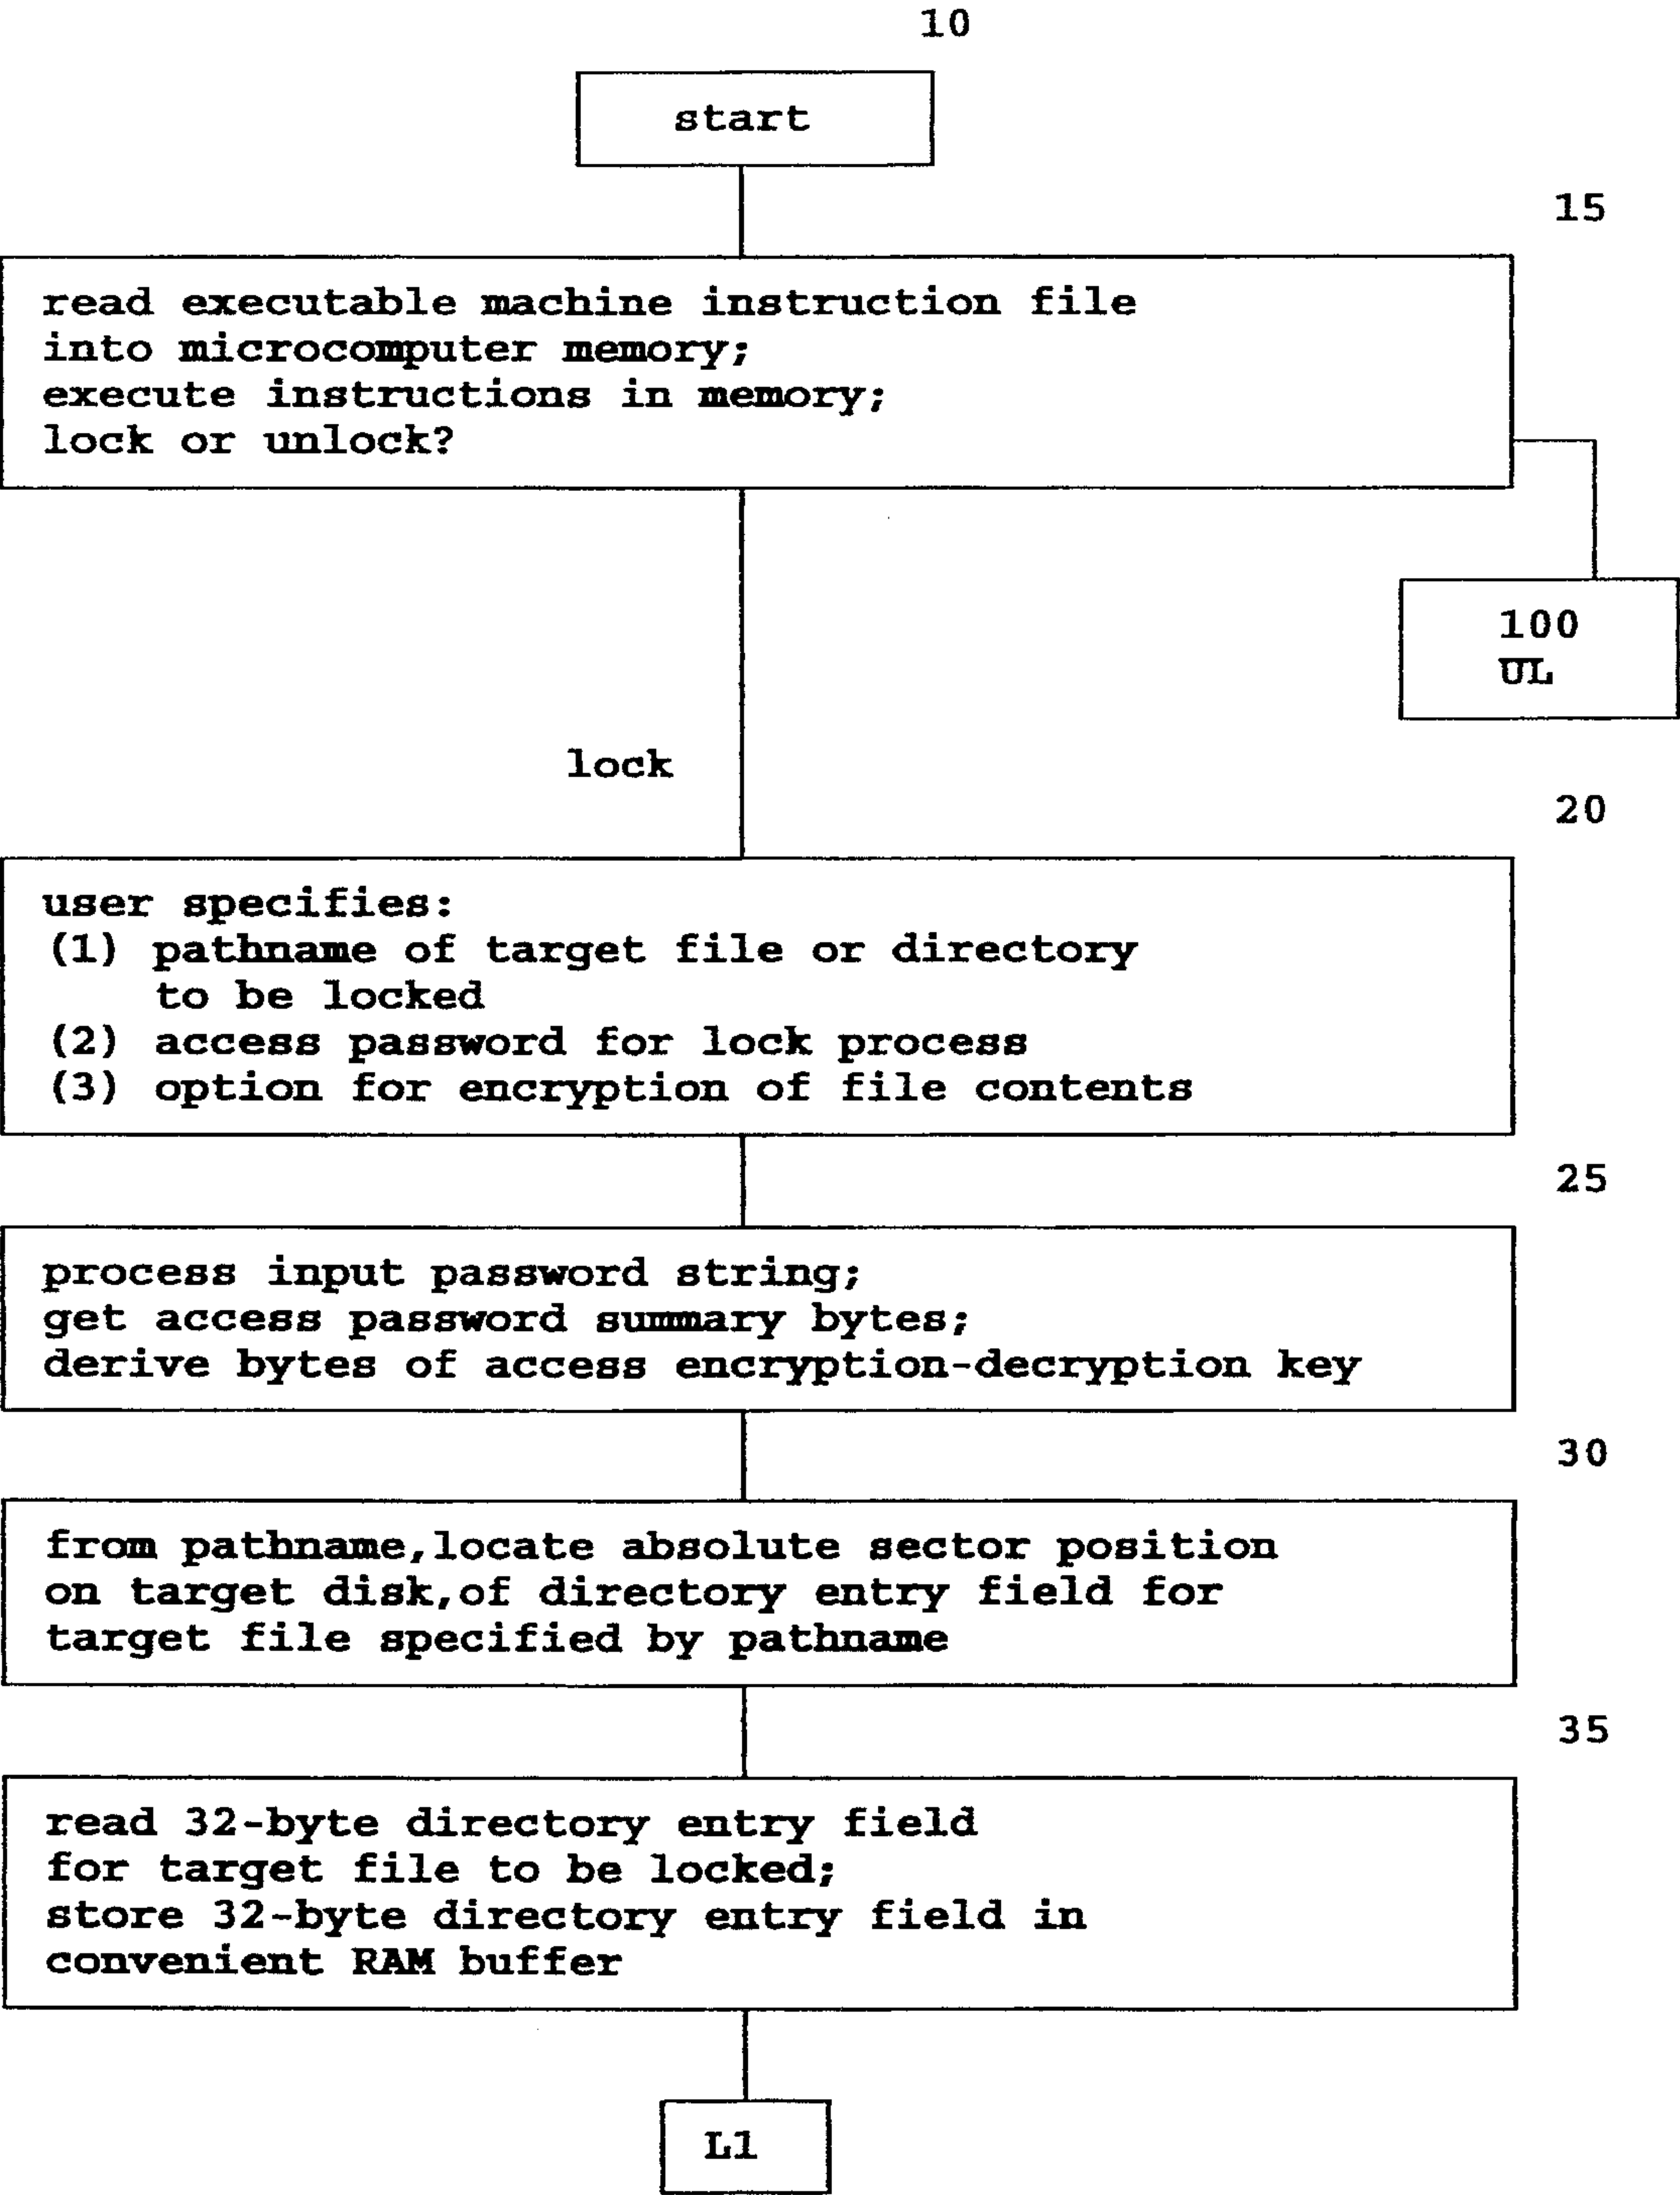 10
start
15
read executable machine instruction file
into microcomputer memory;
execute instructions in memory;
lock or unlock?
100
UL
lock
20
user specifies:
(1) pathname of target file or directory
to be locked
(2) access password for lock process
(3) option for encryption of file contents
25
process input password string;
get access password summary bytes;
derive bytes of access encryption-decryption key
30
from pathname,locate absolute sector position
on target disk,of directory entry field for
target file specified by pathname
35
read 32-byte directory entry field
for target file to be locked;
store 32-byte directory entry field in
convenient RAM buffer
L1